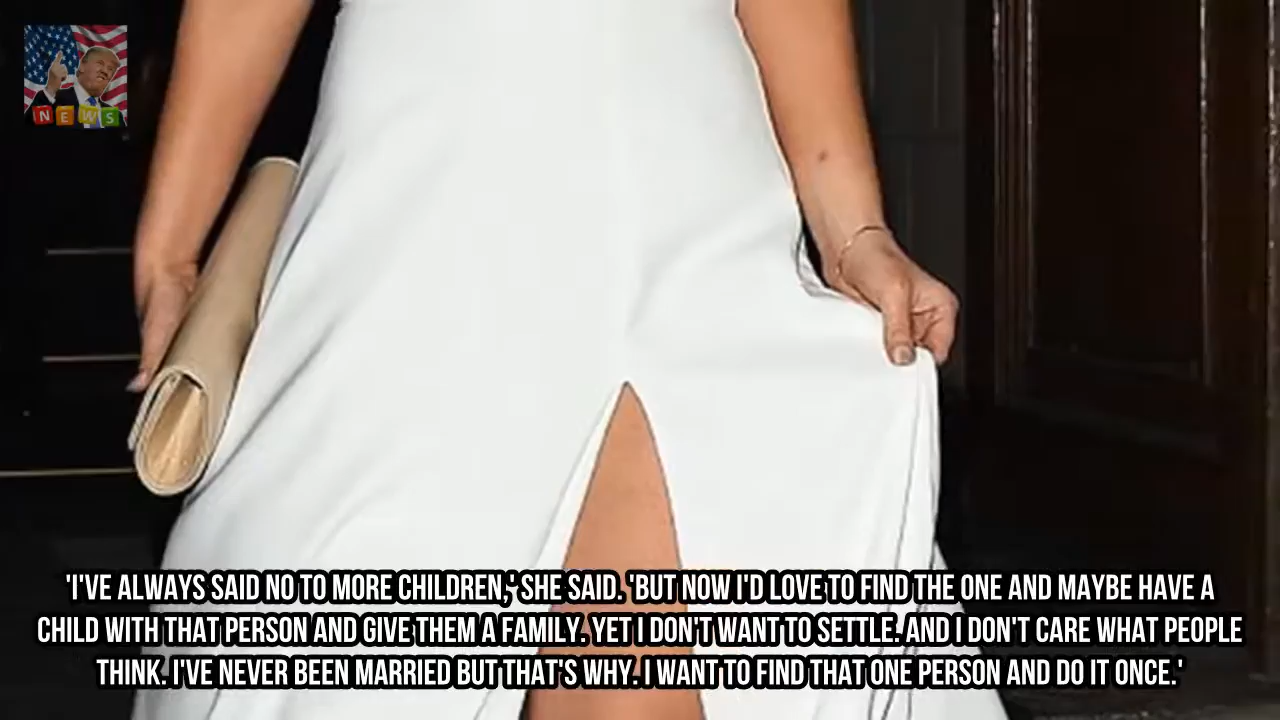 NEWS
'I'VE ALWAYS SAID NO TO MORE CHILDREN,' SHE SAID. 'BUT NOW I'D LOVE TO FIND THE ONE AND MAYBE HAVE A
CHILD WITH THAT PERSON AND GIVE THEM A FAMILY. YET I DON'T WANT TO SETTLE. AND I DON'T CARE WHAT PEOPLE
THINK. I'VE NEVER BEEN MARRIED BUT THAT'S WHY. I WANT TO FIND THAT ONE PERSON AND DO IT ONCE.'